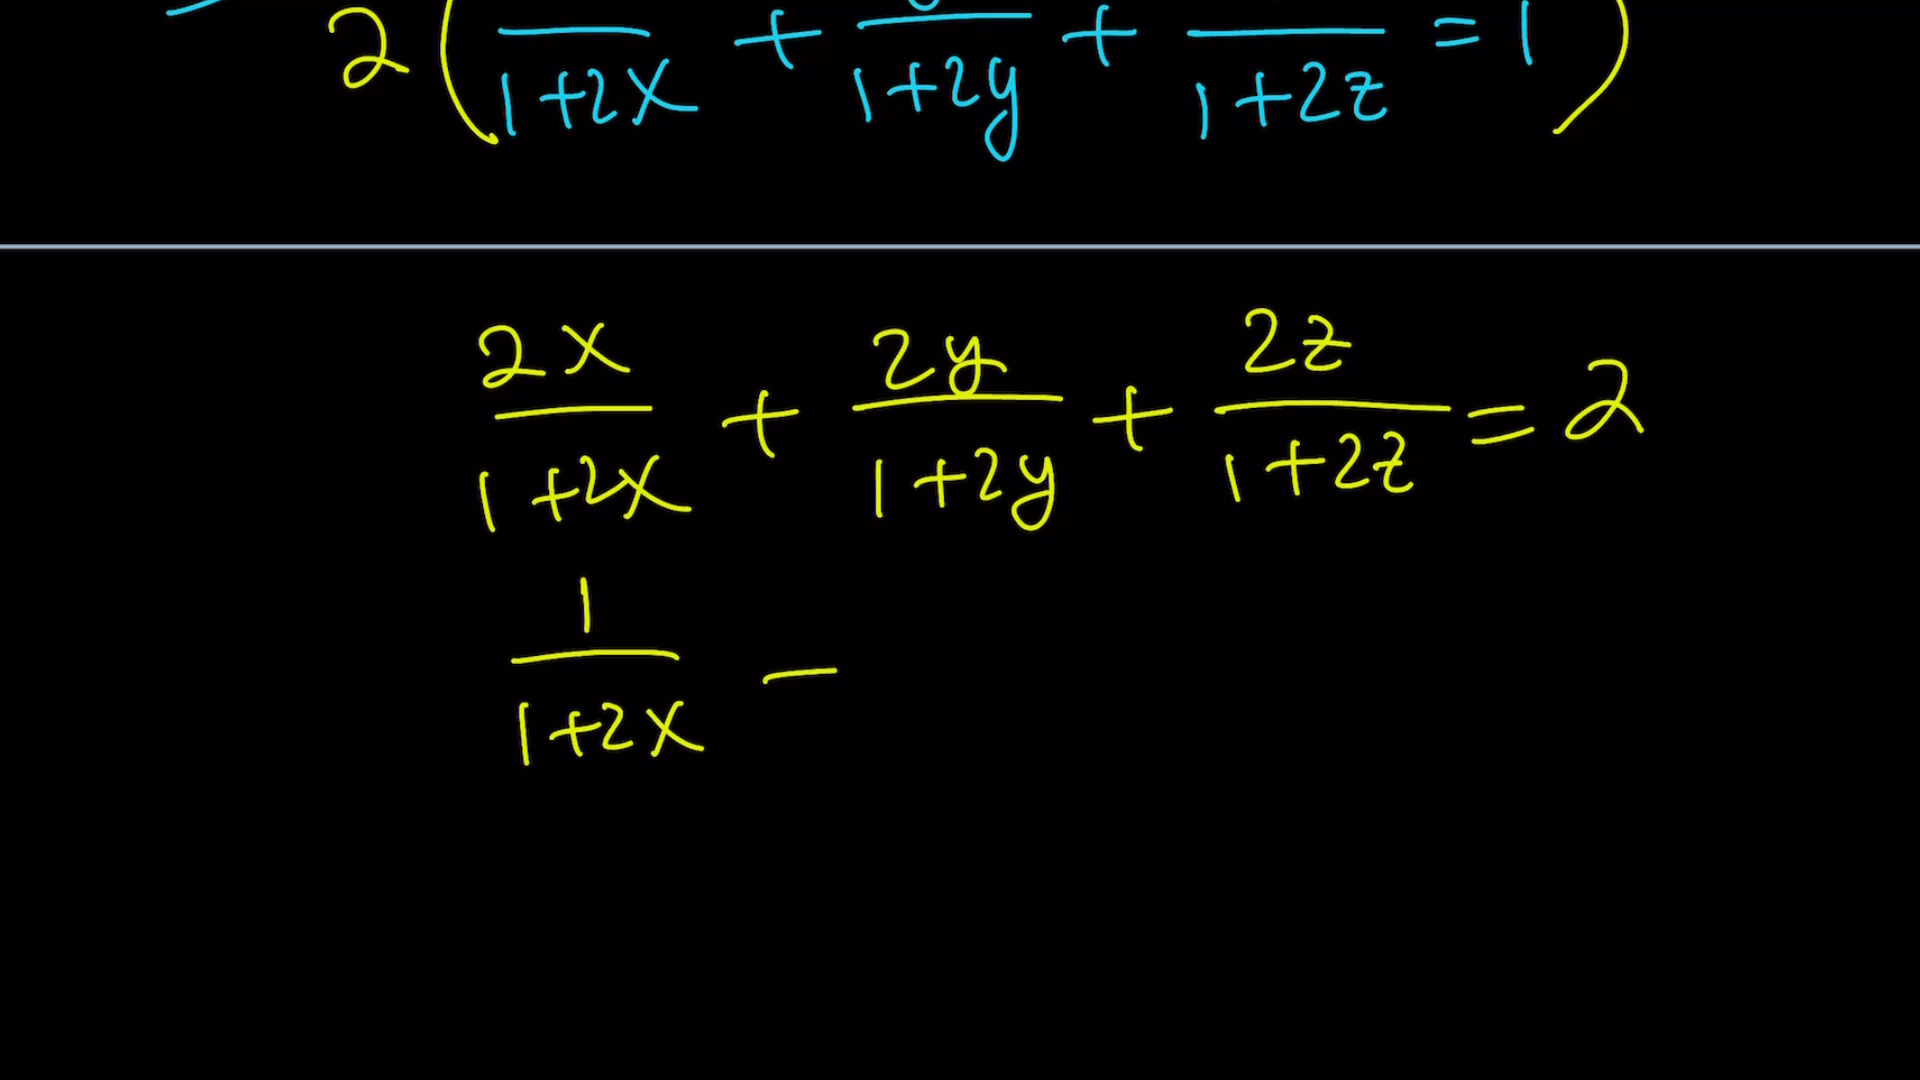 2( /1+2x + /1+2y + /1+2z = 1)
2x/1+2x + 2y/1+2y + 2z/1+2z = 2
1/1+2x −